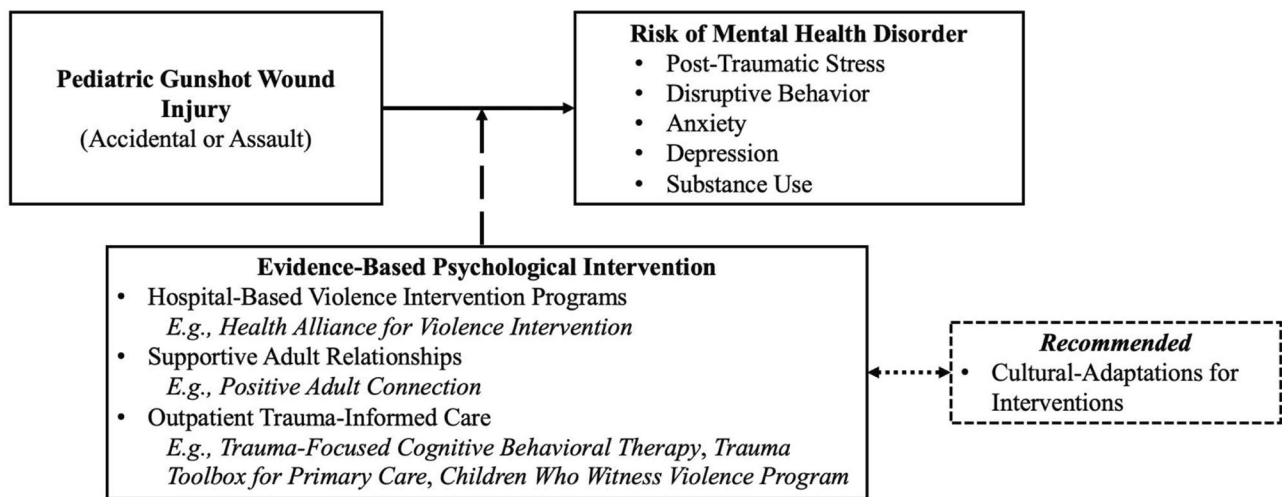 Pediatric Gunshot Wound
Injury
(Accidental or Assault)
Risk of Mental Health Disorder
• Post-Traumatic Stress
• Disruptive Behavior
• Anxiety
• Depression
• Substance Use
Evidence-Based Psychological Intervention
• Hospital-Based Violence Intervention Programs
E.g., Health Alliance for Violence Intervention
• Supportive Adult Relationships
E.g., Positive Adult Connection
• Outpatient Trauma-Informed Care
E.g., Trauma-Focused Cognitive Behavioral Therapy, Trauma
Toolbox for Primary Care, Children Who Witness Violence Program
Recommended
• Cultural-Adaptations for
Interventions